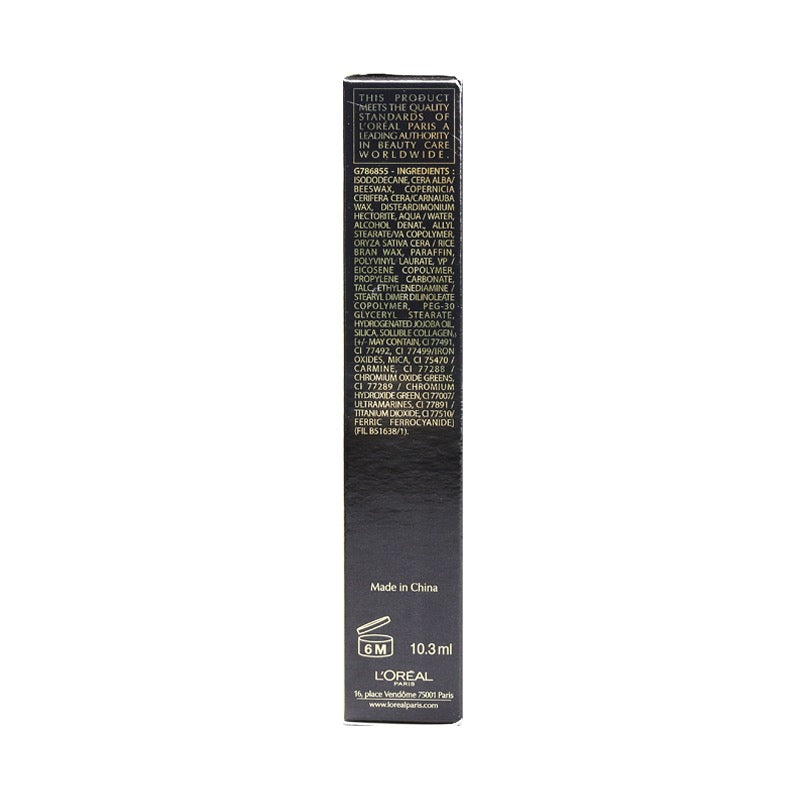 THIS PRODUCT
MEETS THE QUALITY
STANDARDS OF
L'ORÉAL PARIS A
LEADING AUTHORITY
IN BEAUTY CARE
WORLDWIDE.
G786855 - INGREDIENTS :
ISODODECANE, CERA ALBA/
BEESWAX, COPERNICIA
CERIFERA CERA/CARNAUBA
WAX, DISTEARDIMONIUM
HECTORITE, AQUA / WATER,
ALCOHOL DENAT., ALLYL
STEARATE/VA COPOLYMER,
ORYZA SATIVA CERA / RICE
BRAN WAX, PARAFFIN,
POLYVINYL LAURATE, VP /
EICOSENE COPOLYMER,
PROPYLENE CARBONATE,
TALC, ETHYLENEDIAMINE /
STEARYL DIMER DILINOLEATE
COPOLYMER, PEG-30
GLYCERYL STEARATE,
HYDROGENATED JOJOBA OIL,
SILICA, SOLUBLE COLLAGEN,
[+/- MAY CONTAIN, CI 77491,
CI 77492, CI 77499/IRON
OXIDES, MICA, CI 75470 /
CARMINE, CI 77288 /
CHROMIUM OXIDE GREENS,
CI 77289 / CHROMIUM
HYDROXIDE GREEN, CI 77007/
ULTRAMARINES, CI 77891 /
TITANIUM DIOXIDE, CI 77510/
FERRIC FERROCYANIDE]
(FIL B51638/1).
Made in China
6 M
10.3 ml
L'ORÉAL
PARIS
16, place Vendôme 75001 Paris
www.lorealparis.com